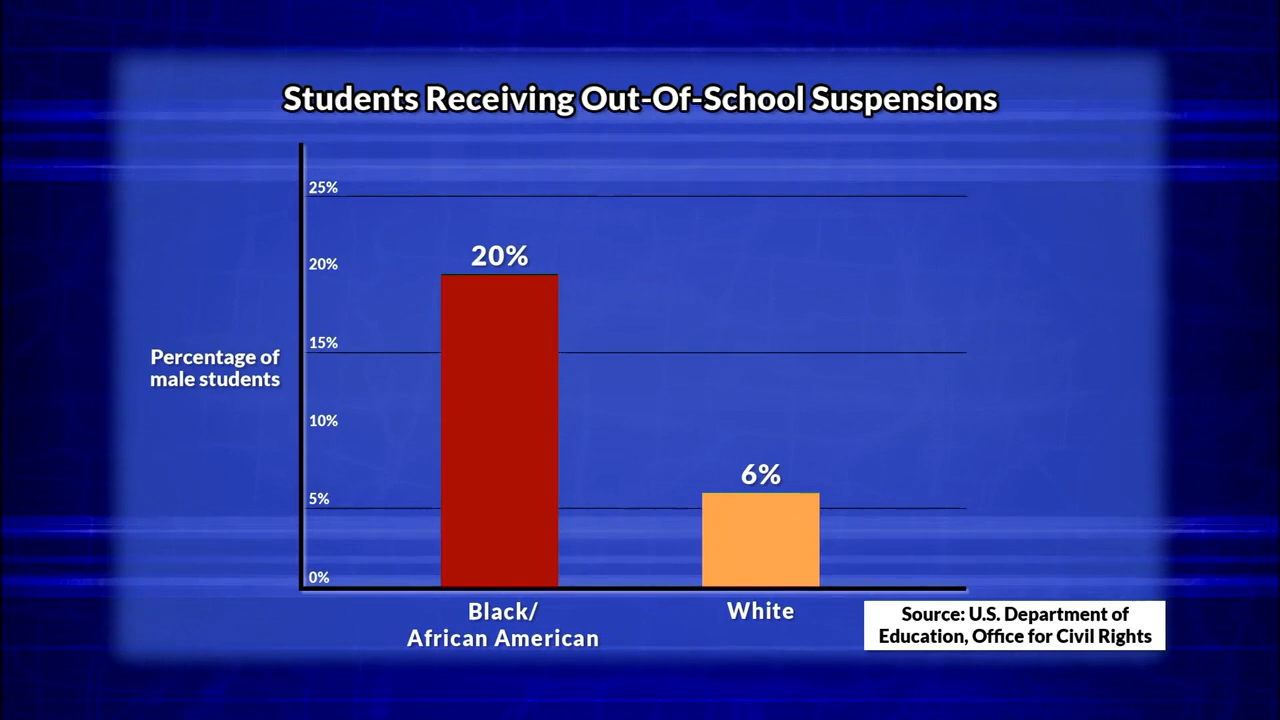 Students Receiving Out-Of-School Suspensions
25%
20%
20%
15%
Percentage of
male students
10%
6%
5%
0%
Black/
African American
White
Source: U.S. Department of
Education, Office for Civil Rights